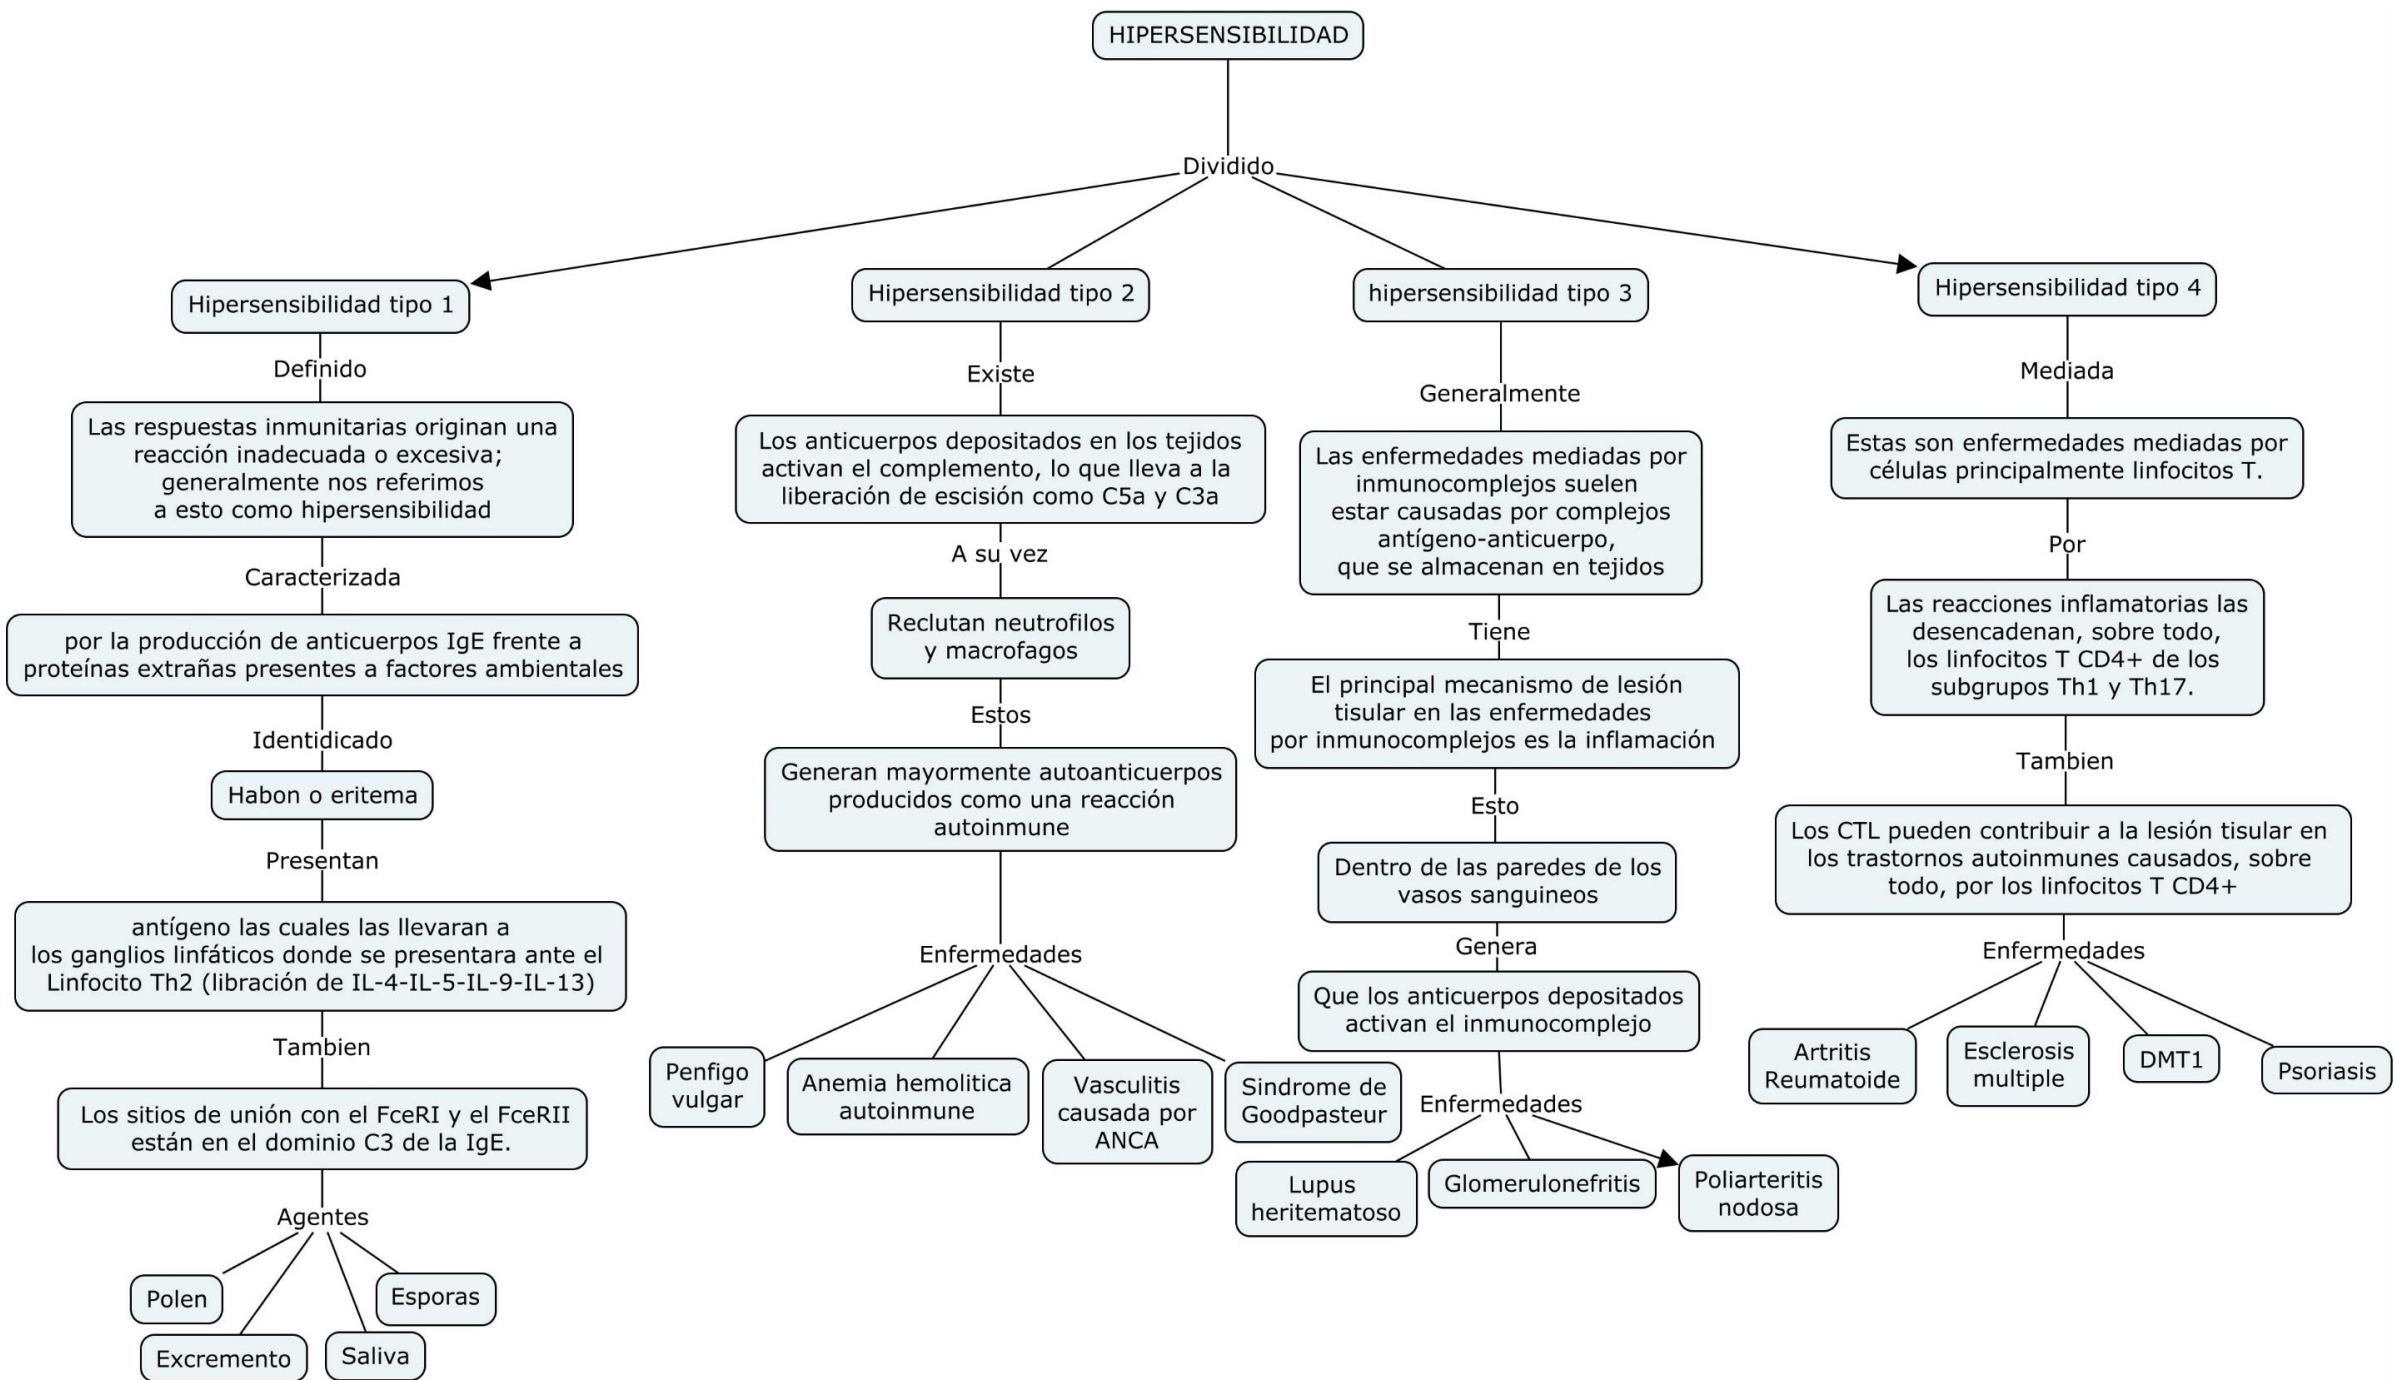 HIPERSENSIBILIDAD
Dividido
Hipersensibilidad tipo 1
Definido
Las respuestas inmunitarias originan una
reacción inadecuada o excesiva;
generalmente nos referimos
a esto como hipersensibilidad
Caracterizada
por la producción de anticuerpos IgE frente a
proteínas extrañas presentes a factores ambientales
Identidicado
Habon o eritema
Presentan
antígeno las cuales las llevaran a
los ganglios linfáticos donde se presentara ante el
Linfocito Th2 (libración de IL-4-IL-5-IL-9-IL-13)
Tambien
Los sitios de unión con el FceRI y el FceRII
están en el dominio C3 de la IgE.
Agentes
Polen
Excremento
Saliva
Esporas
Hipersensibilidad tipo 2
Existe
Los anticuerpos depositados en los tejidos
activan el complemento, lo que lleva a la
liberación de escisión como C5a y C3a
A su vez
Reclutan neutrofilos
y macrofagos
Estos
Generan mayormente autoanticuerpos
producidos como una reacción
autoinmune
Enfermedades
Penfigo
vulgar
Anemia hemolitica
autoinmune
Vasculitis
causada por
ANCA
Sindrome de
Goodpasteur
hipersensibilidad tipo 3
Generalmente
Las enfermedades mediadas por
inmunocomplejos suelen
estar causadas por complejos
antígeno-anticuerpo,
que se almacenan en tejidos
Tiene
El principal mecanismo de lesión
tisular en las enfermedades
por inmunocomplejos es la inflamación
Esto
Dentro de las paredes de los
vasos sanguineos
Genera
Que los anticuerpos depositados
activan el inmunocomplejo
Enfermedades
Lupus
heritematoso
Glomerulonefritis
Poliarteritis
nodosa
Hipersensibilidad tipo 4
Mediada
Estas son enfermedades mediadas por
células principalmente linfocitos T.
Por
Las reacciones inflamatorias las
desencadenan, sobre todo,
los linfocitos T CD4+ de los
subgrupos Th1 y Th17.
Tambien
Los CTL pueden contribuir a la lesión tisular en
los trastornos autoinmunes causados, sobre
todo, por los linfocitos T CD4+
Enfermedades
Artritis
Reumatoide
Esclerosis
multiple
DMT1
Psoriasis